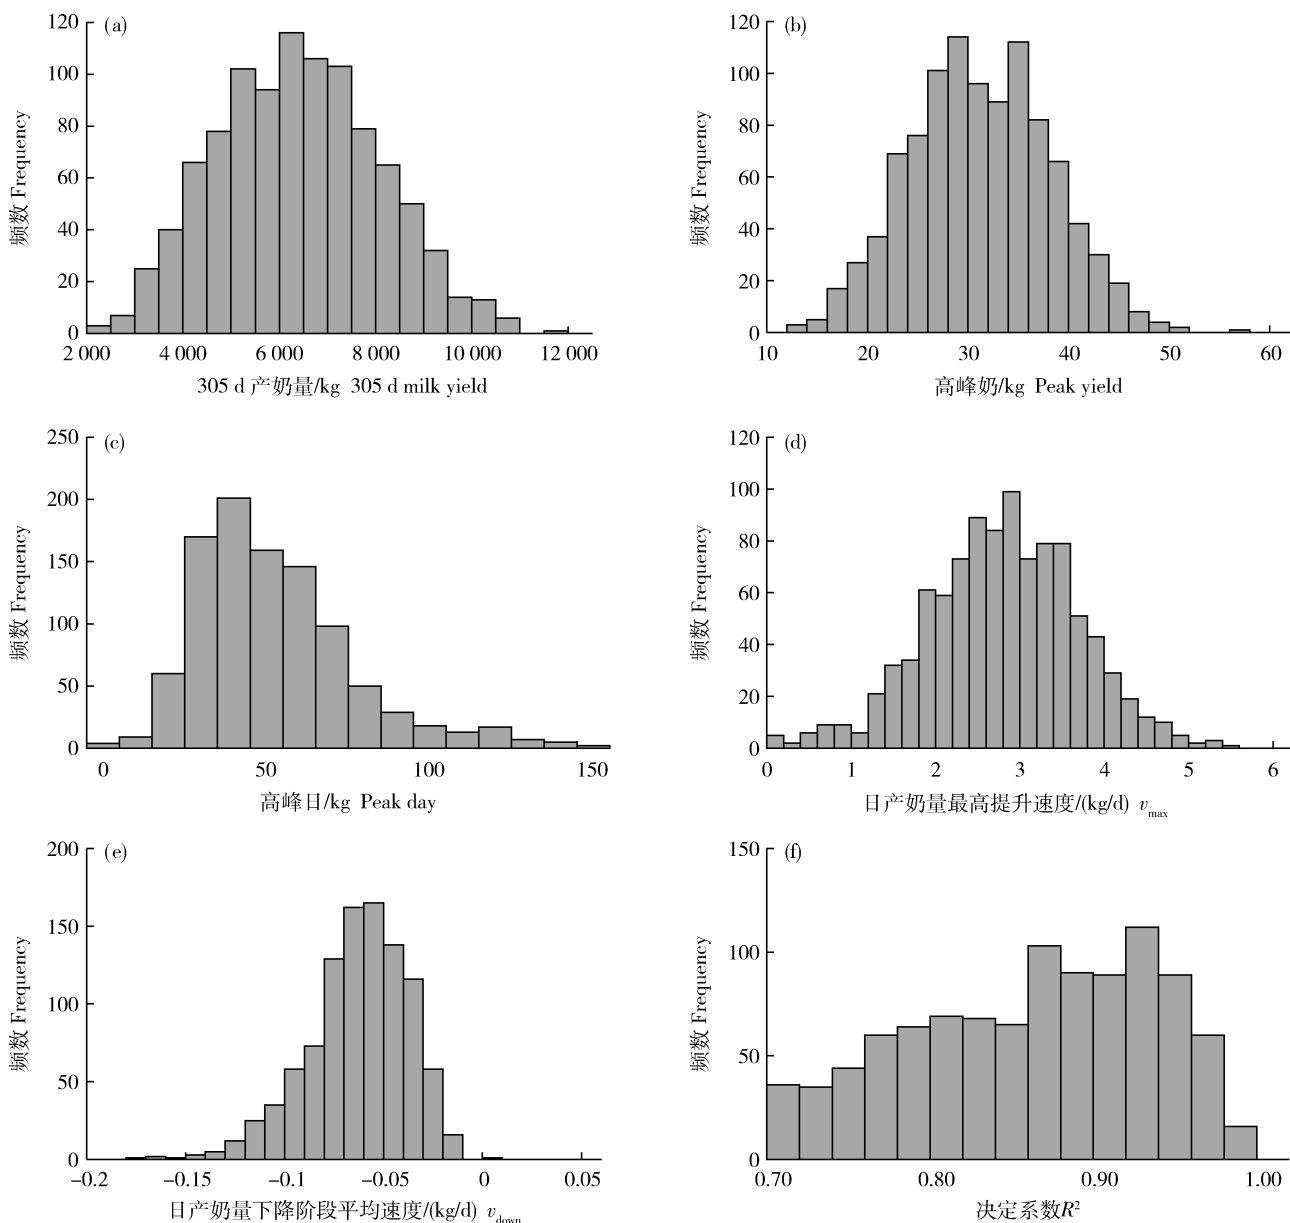 (a)
120
100
80
60
40
20
0
频数 Frequency
2 000 4 000 6 000 8 000 10 000 12 000
305 d 产奶量/kg 305 d milk yield
(b)
120
100
80
60
40
20
0
频数 Frequency
10 20 30 40 50 60
高峰奶/kg Peak yield
(c)
250
200
150
100
50
0
频数 Frequency
0 50 100 150
高峰日/kg Peak day
(d)
120
100
80
60
40
20
0
频数 Frequency
0 1 2 3 4 5 6
日产奶量最高提升速度/(kg/d) vmax
(e)
200
150
100
50
0
频数 Frequency
−0.2 −0.15 −0.1 −0.05 0 0.05
日产奶量下降阶段平均速度/(kg/d) vdown
(f)
150
100
50
0
频数 Frequency
0.70 0.80 0.90 1.00
决定系数R²